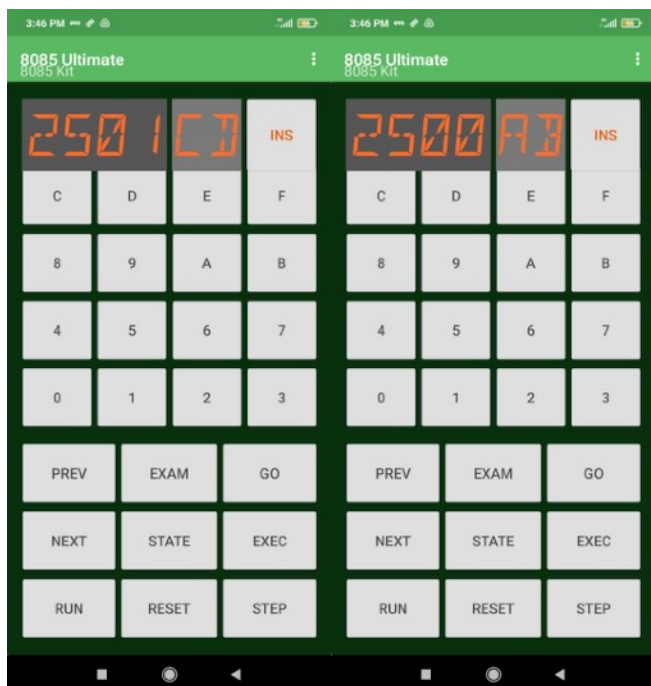 3:46 PM
8085 Ultimate
8085 Kit
2501 CD INS
C D E F
8 9 A B
4 5 6 7
0 1 2 3
PREV EXAM GO
NEXT STATE EXEC
RUN RESET STEP
3:46 PM
8085 Ultimate
8085 Kit
2500 AB INS
C D E F
8 9 A B
4 5 6 7
0 1 2 3
PREV EXAM GO
NEXT STATE EXEC
RUN RESET STEP